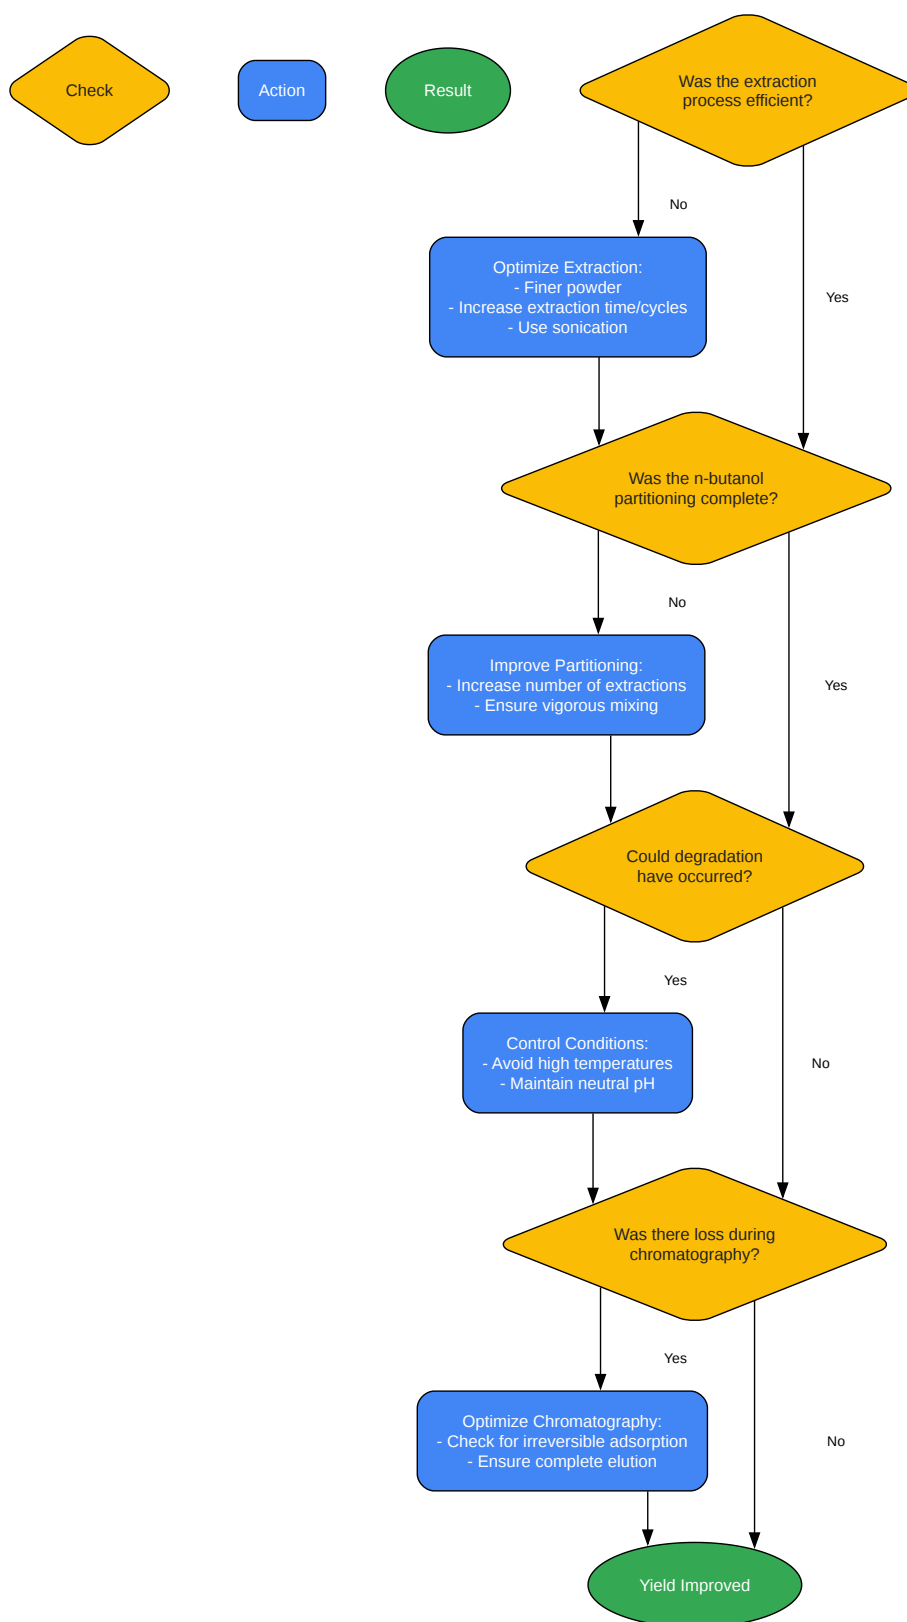 Check
Action
Result
Was the extraction
process efficient?
No
Yes
Optimize Extraction:
- Finer powder
- Increase extraction time/cycles
- Use sonication
Was the n-butanol
partitioning complete?
No
Yes
Improve Partitioning:
- Increase number of extractions
- Ensure vigorous mixing
Could degradation
have occurred?
Yes
No
Control Conditions:
- Avoid high temperatures
- Maintain neutral pH
Was there loss during
chromatography?
Yes
No
Optimize Chromatography:
- Check for irreversible adsorption
- Ensure complete elution
Yield Improved